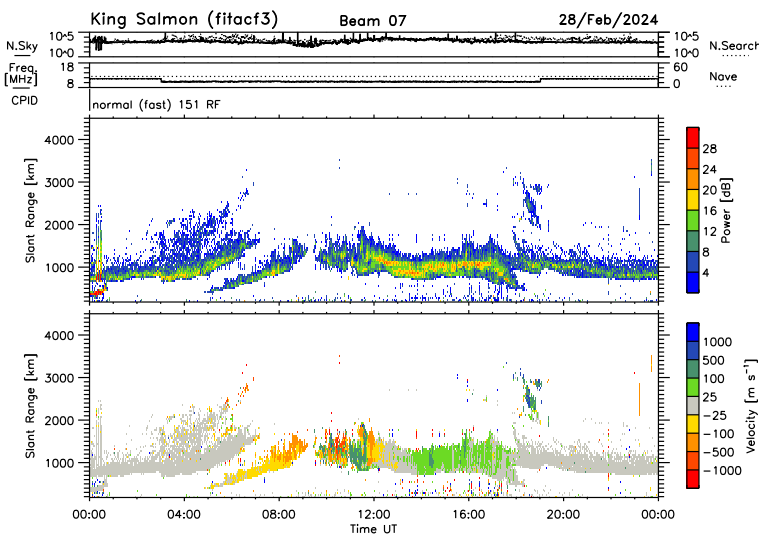 King Salmon (fitacf3) Beam 07 28/Feb/2024
N.Sky 10^5 10^0 10^5 10^0 N.Search
Freq. [MHz] 18 8 60 0 Nave
CPID normal (fast) 151 RF
Slant Range [km] 4000 3000 2000 1000
Power [dB] 28 24 20 16 12 8 4
Slant Range [km] 4000 3000 2000 1000
Velocity [m s⁻¹] 1000 500 100 25 −25 −100 −500 −1000
00:00 04:00 08:00 12:00 16:00 20:00 00:00
Time UT